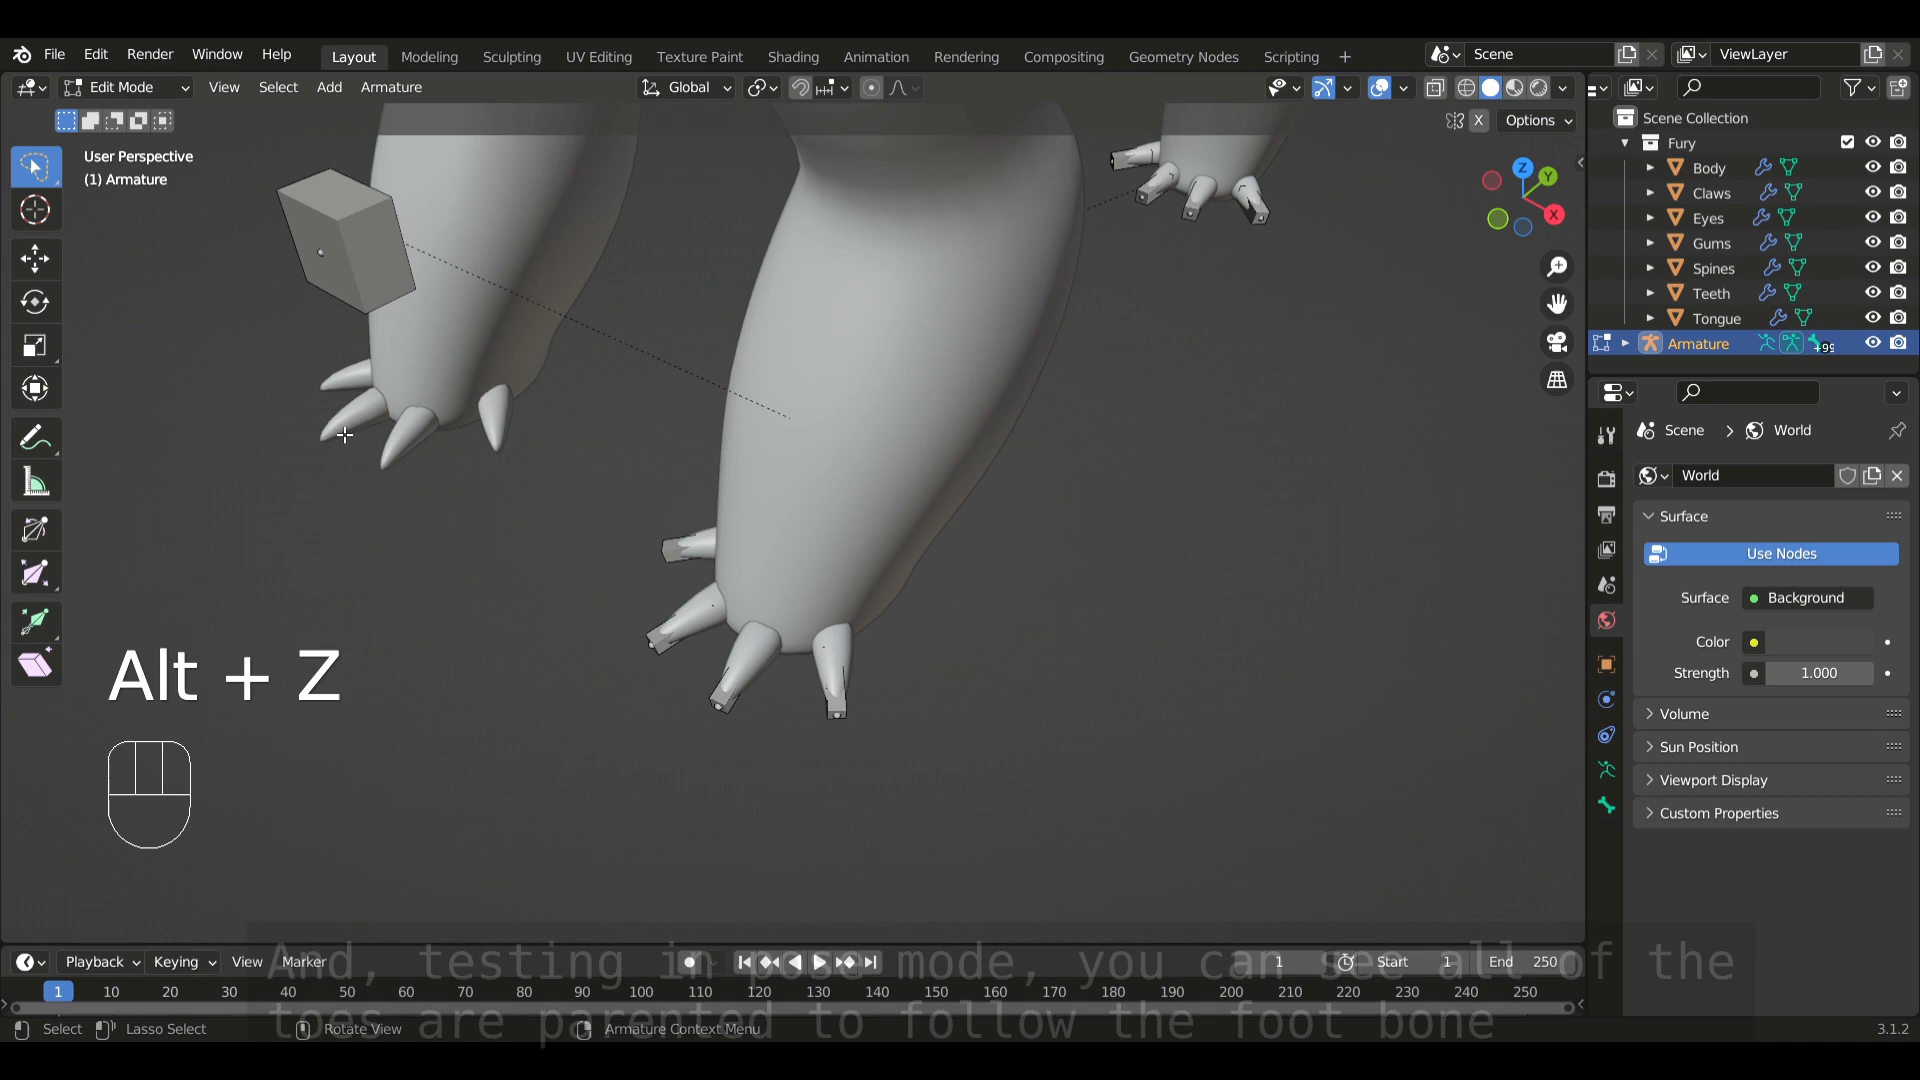 File Edit Render Window Help Layout Modeling Sculpting UV Editing Texture Paint Shading Animation Rendering Compositing Geometry Nodes Scripting + Scene ViewLayer
Edit Mode View Select Add Armature Global
X Options
User Perspective
(1) Armature
Z
Y
X
Scene Collection
Fury
Body
Claws
Eyes
Gums
Spines
Teeth
Tongue
Armature +99
Scene > World
World
Surface
Use Nodes
Surface Background
Color
Strength 1.000
Volume
Sun Position
Viewport Display
Custom Properties
Alt + Z
Playback Keying View Marker 1 Start 1 End 250
And, testing in pose mode, you can see all of the
1 10 20 30 40 50 60 70 80 90 100 110 120 130 140 150 160 170 180 190 200 210 220 230 240 250
toes are parented to follow the foot bone
Select Lasso Select Rotate View Armature Context Menu 3.1.2